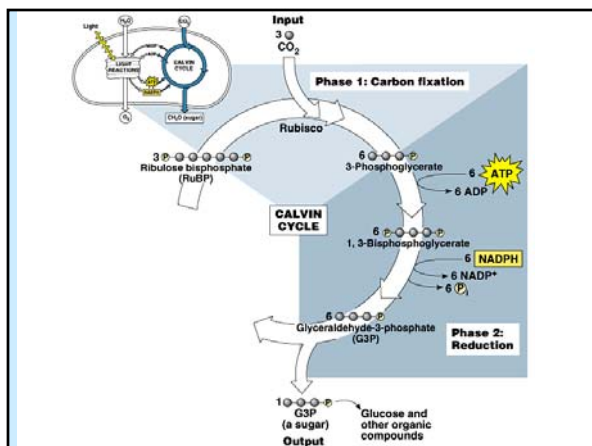 Light
H₂O
CO₂
LIGHT
REACTIONS
CALVIN
CYCLE
ATP
NADPH
O₂
CH₂O (sugar)
Input
3
CO₂
Phase 1: Carbon fixation
Rubisco
3 P P
Ribulose bisphosphate
(RuBP)
6 P
3-Phosphoglycerate
6 ATP
6 ADP
CALVIN
CYCLE
6 P P
1, 3-Bisphosphoglycerate
6 NADPH
6 NADP⁺
6 Pᵢ
6 P
Glyceraldehyde-3-phosphate
(G3P)
Phase 2:
Reduction
1 P
G3P
(a sugar)
Output
Glucose and
other organic
compounds